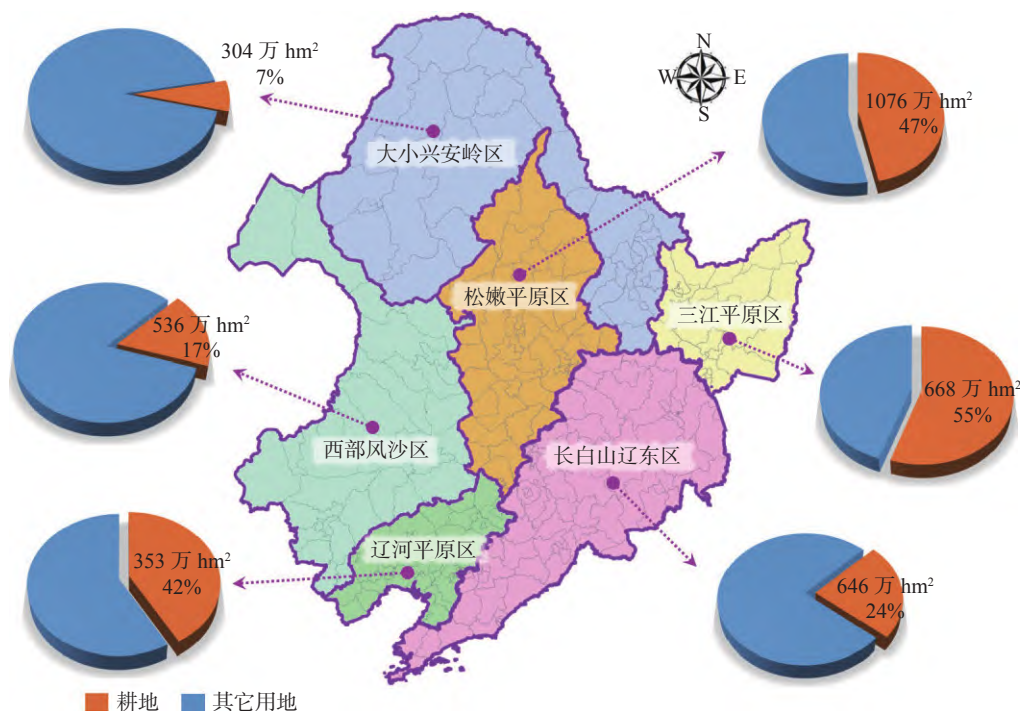 304 万 hm²
7%
N
W
E
S
1076 万 hm²
47%
大小兴安岭区
松嫩平原区
三江平原区
536 万 hm²
17%
668 万 hm²
55%
西部风沙区
长白山辽东区
辽河平原区
353 万 hm²
42%
646 万 hm²
24%
耕地
其它用地